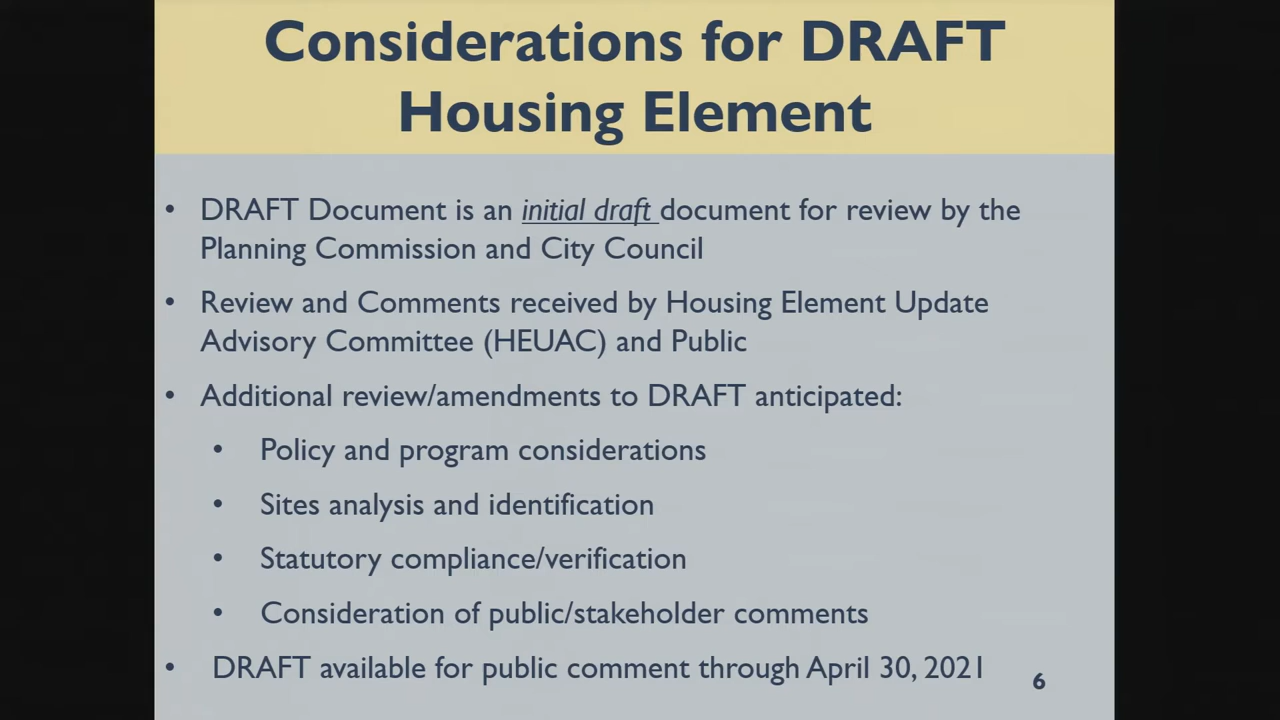 Considerations for DRAFT
Housing Element
• DRAFT Document is an initial draft document for review by the
Planning Commission and City Council
• Review and Comments received by Housing Element Update
Advisory Committee (HEUAC) and Public
• Additional review/amendments to DRAFT anticipated:
• Policy and program considerations
• Sites analysis and identification
• Statutory compliance/verification
• Consideration of public/stakeholder comments
• DRAFT available for public comment through April 30, 2021
6